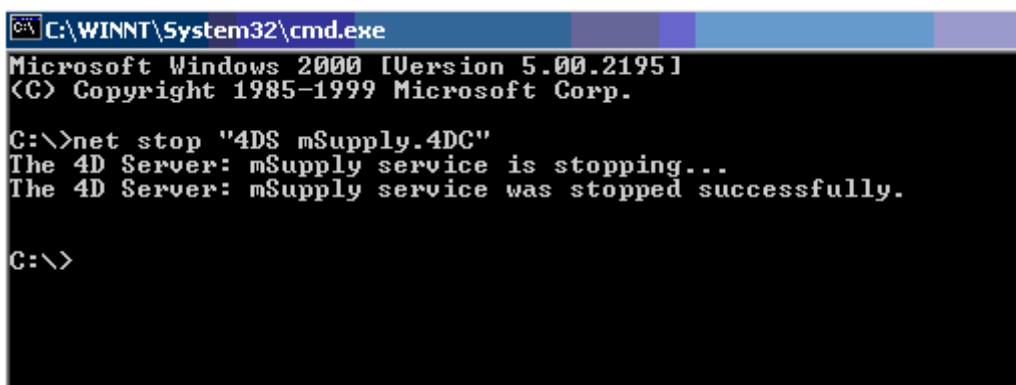 C:\WINNT\System32\cmd.exe
Microsoft Windows 2000 [Version 5.00.2195]
(C) Copyright 1985-1999 Microsoft Corp.
C:\>net stop "4DS mSupply.4DC"
The 4D Server: mSupply service is stopping...
The 4D Server: mSupply service was stopped successfully.
C:\>